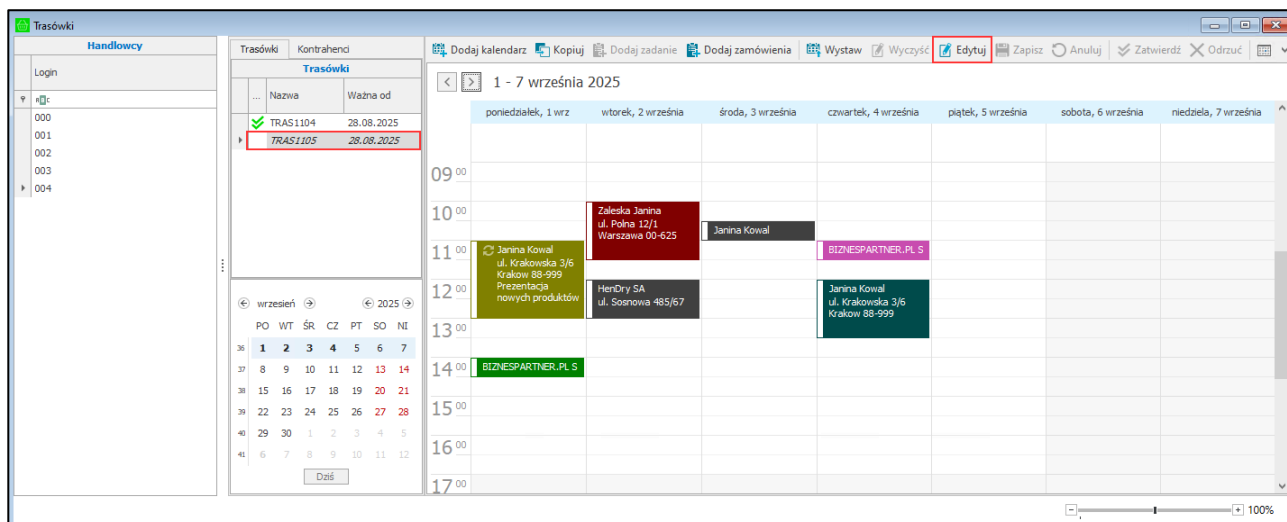 Trasówki
Handlowcy
Login
000
001
002
003
004
Trasówki Kontrahenci
Trasówki
... Nazwa Ważna od
TRAS1104 28.08.2025
TRAS1105 28.08.2025
wrzesień 2025
PO WT ŚR CZ PT SO NI
36 1 2 3 4 5 6 7
37 8 9 10 11 12 13 14
38 15 16 17 18 19 20 21
39 22 23 24 25 26 27 28
40 29 30 1 2 3 4 5
41 6 7 8 9 10 11 12
Dziś
Dodaj kalendarz Kopiuj Dodaj zadanie Dodaj zamówienia Wystaw Wyczyść Edytuj Zapisz Anuluj Zatwierdź Odrzuć
1 - 7 września 2025
poniedziałek, 1 wrz wtorek, 2 września środa, 3 września czwartek, 4 września piątek, 5 września sobota, 6 września niedziela, 7 września
09 00
10 00
11 00
12 00
13 00
14 00
15 00
16 00
17 00
Janina Kowal
ul. Krakowska 3/6
Krakow 88-999
Prezentacja
nowych produktów
BIZNESPARTNER.PL S
Zaleska Janina
ul. Polna 12/1
Warszawa 00-625
HenDry SA
ul. Sosnowa 485/67
Janina Kowal
BIZNESPARTNER.PL S
Janina Kowal
ul. Krakowska 3/6
Krakow 88-999
100%